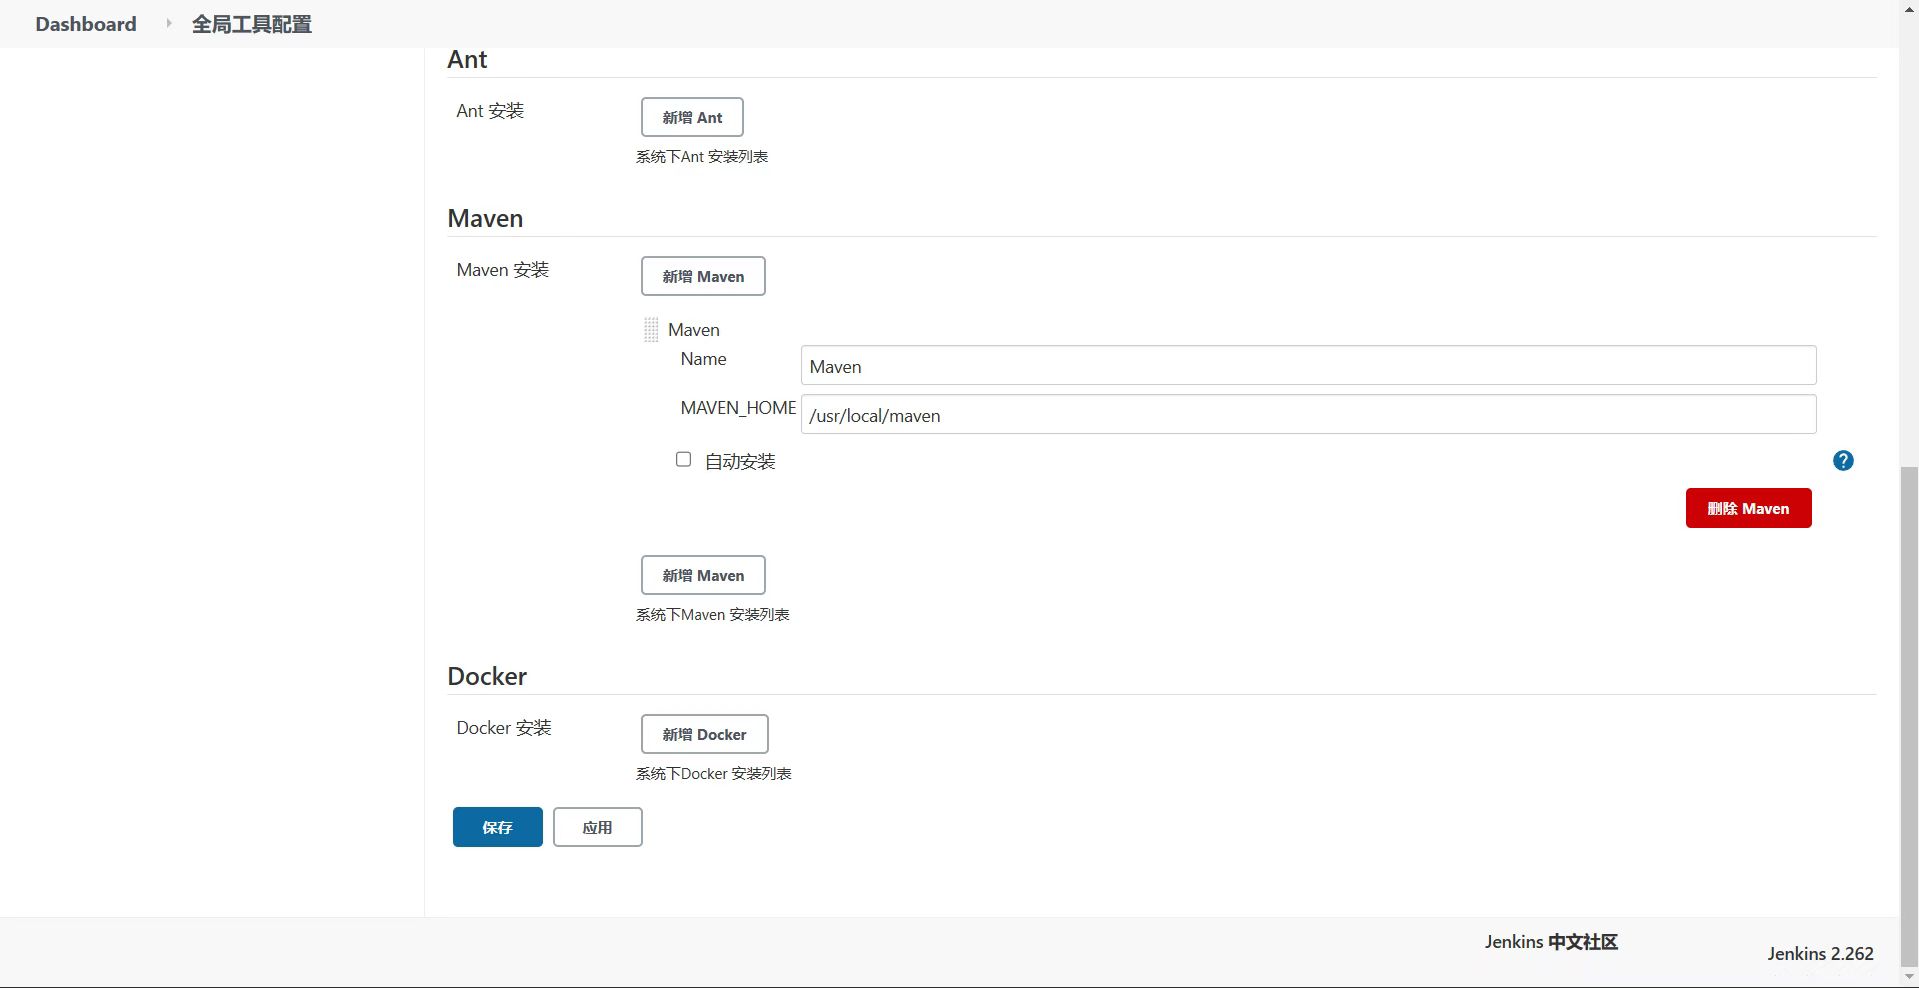 Dashboard 全局工具配置
Ant
Ant 安装
新增 Ant
系统下Ant 安装列表
Maven
Maven 安装
新增 Maven
Maven
Name
Maven
MAVEN_HOME
/usr/local/maven
自动安装
?
删除 Maven
新增 Maven
系统下Maven 安装列表
Docker
Docker 安装
新增 Docker
系统下Docker 安装列表
保存 应用
Jenkins 中文社区
Jenkins 2.262